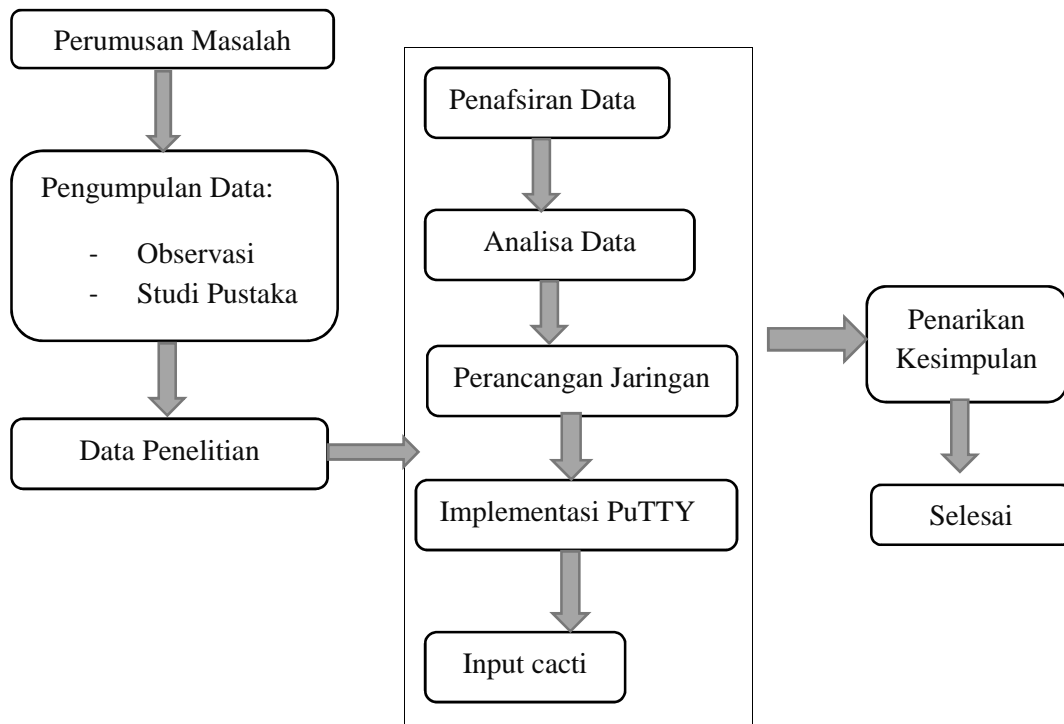 Perumusan Masalah
Pengumpulan Data:
- Observasi
- Studi Pustaka
Data Penelitian
Penafsiran Data
Analisa Data
Perancangan Jaringan
Implementasi PuTTY
Input cacti
Penarikan
Kesimpulan
Selesai